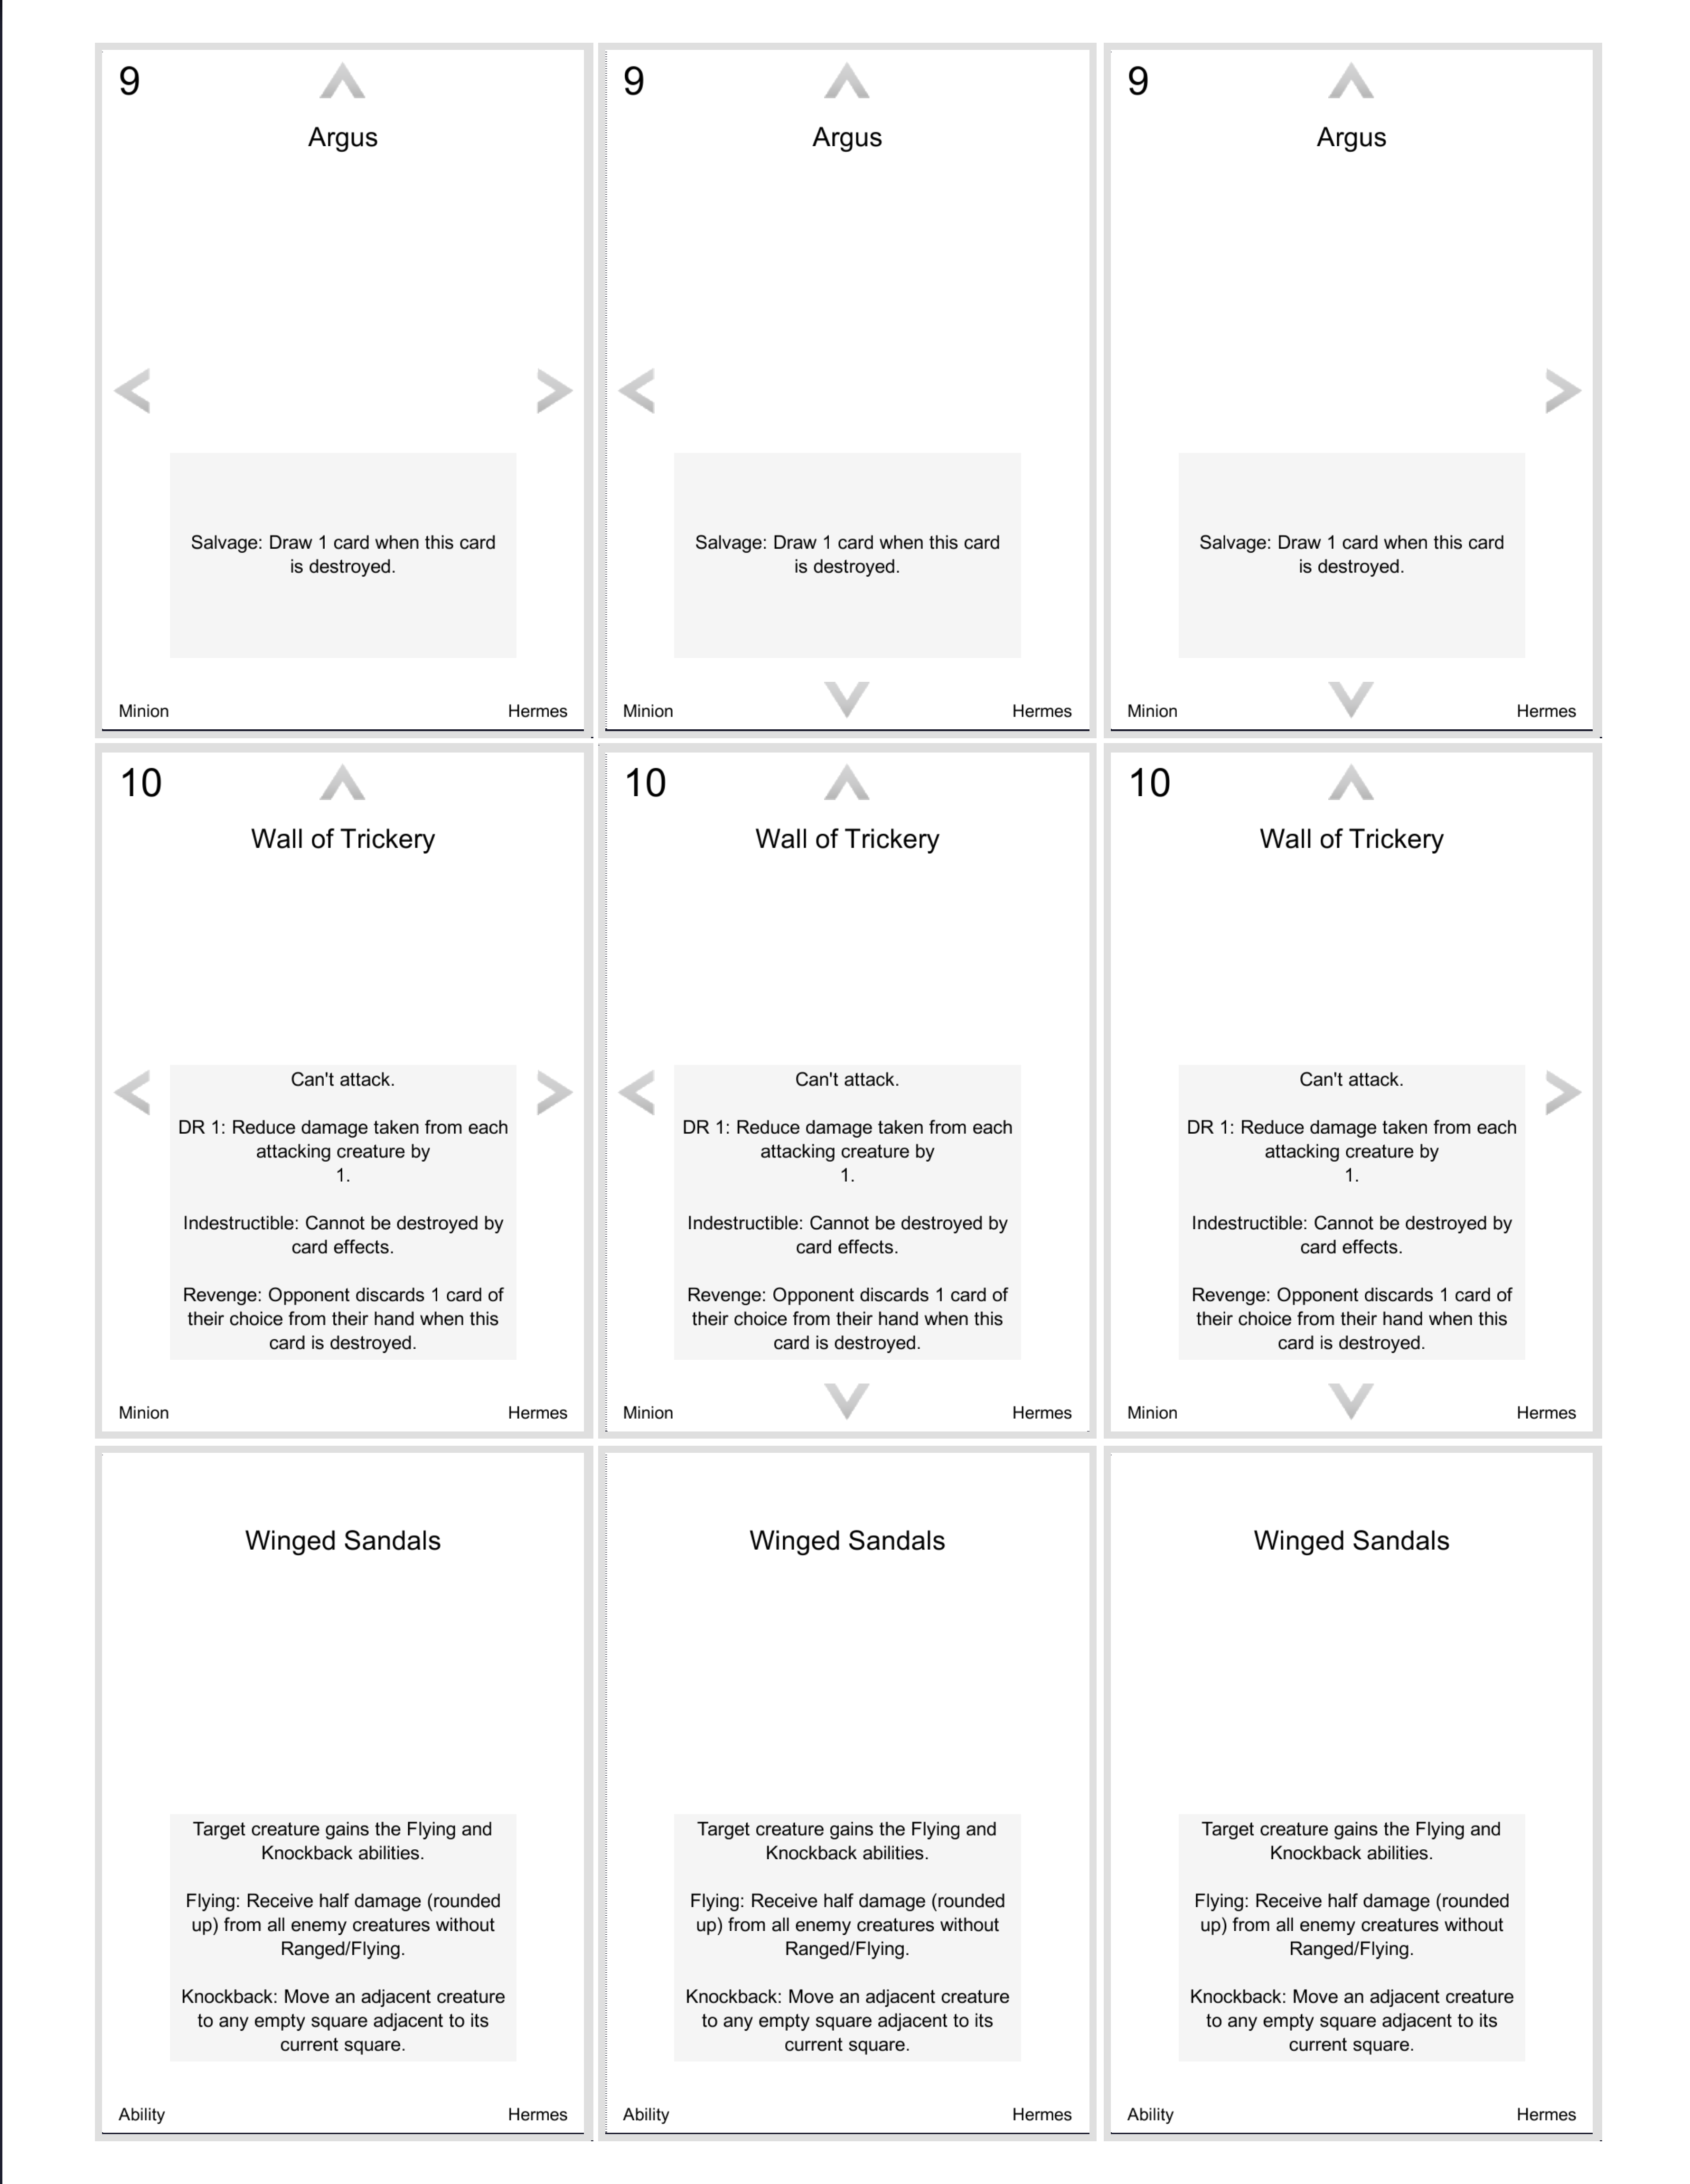 9
Argus
Salvage: Draw 1 card when this card
is destroyed.
Minion
Hermes
9
Argus
Salvage: Draw 1 card when this card
is destroyed.
Minion
Hermes
9
Argus
Salvage: Draw 1 card when this card
is destroyed.
Minion
Hermes
10
Wall of Trickery
Can't attack.
DR 1: Reduce damage taken from each
attacking creature by
1.
Indestructible: Cannot be destroyed by
card effects.
Revenge: Opponent discards 1 card of
their choice from their hand when this
card is destroyed.
Minion
Hermes
10
Wall of Trickery
Can't attack.
DR 1: Reduce damage taken from each
attacking creature by
1.
Indestructible: Cannot be destroyed by
card effects.
Revenge: Opponent discards 1 card of
their choice from their hand when this
card is destroyed.
Minion
Hermes
10
Wall of Trickery
Can't attack.
DR 1: Reduce damage taken from each
attacking creature by
1.
Indestructible: Cannot be destroyed by
card effects.
Revenge: Opponent discards 1 card of
their choice from their hand when this
card is destroyed.
Minion
Hermes
Winged Sandals
Target creature gains the Flying and
Knockback abilities.
Flying: Receive half damage (rounded
up) from all enemy creatures without
Ranged/Flying.
Knockback: Move an adjacent creature
to any empty square adjacent to its
current square.
Ability
Hermes
Winged Sandals
Target creature gains the Flying and
Knockback abilities.
Flying: Receive half damage (rounded
up) from all enemy creatures without
Ranged/Flying.
Knockback: Move an adjacent creature
to any empty square adjacent to its
current square.
Ability
Hermes
Winged Sandals
Target creature gains the Flying and
Knockback abilities.
Flying: Receive half damage (rounded
up) from all enemy creatures without
Ranged/Flying.
Knockback: Move an adjacent creature
to any empty square adjacent to its
current square.
Ability
Hermes